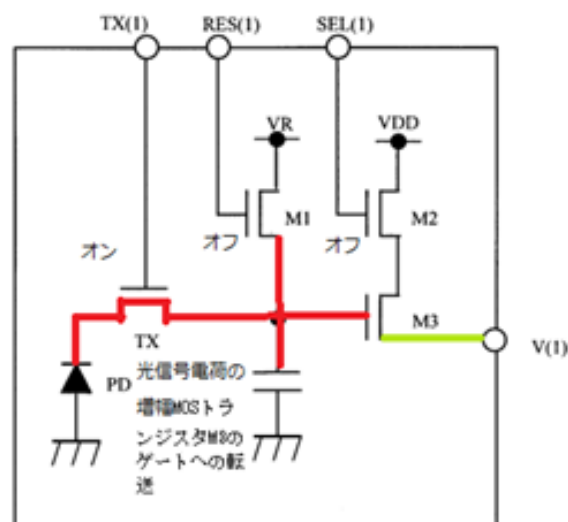 TX(1)
RES(1)
SEL(1)
VR
VDD
M1
M2
オフ
オフ
オン
TX
M3
V(1)
PD
光信号電荷の
増幅MOSトラ
ンジスタM3の
ゲートへの転
送